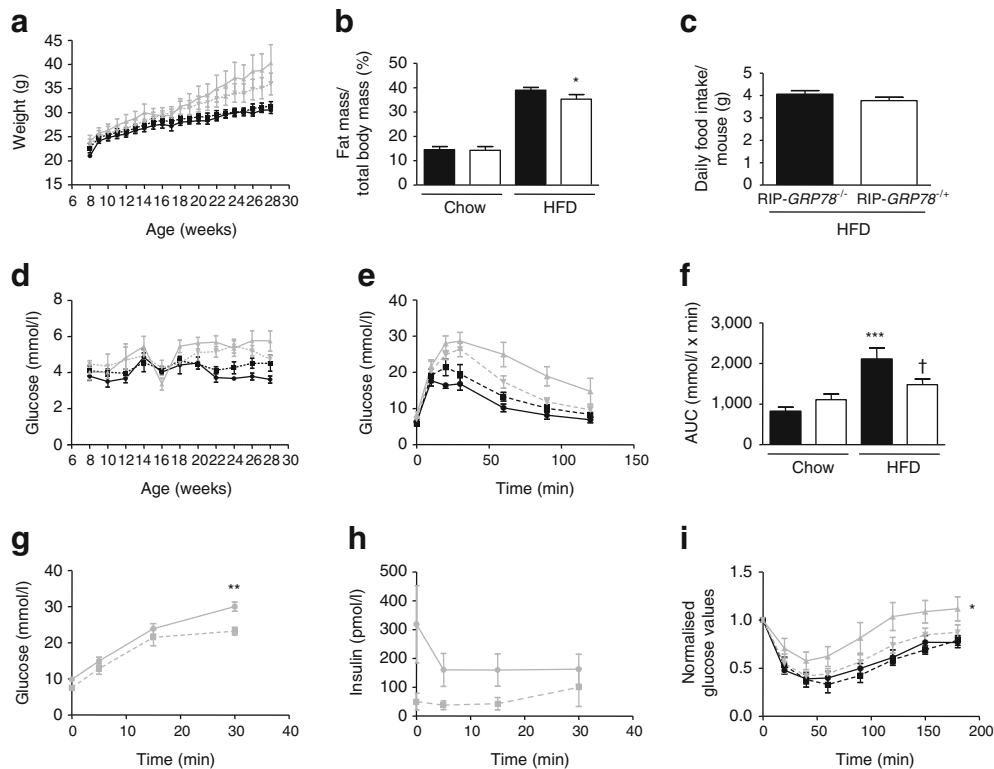 a
Weight (g)
45
40
35
30
25
20
15
6 8 10 12 14 16 18 20 22 24 26 28 30
Age (weeks)
b
Fat mass/
total body mass (%)
50
40
30
20
10
0
*
Chow
HFD
c
Daily food intake/
mouse (g)
5
4
3
2
1
0
RIP-GRP78-/- RIP-GRP78-/+
HFD
d
Glucose (mmol/l)
8
6
4
2
0
6 8 10 12 14 16 18 20 22 24 26 28 30
Age (weeks)
e
Glucose (mmol/l)
40
30
20
10
0
0 50 100 150
Time (min)
f
AUC (mmol/l x min)
3,000
2,000
1,000
0
***
†
Chow
HFD
g
Glucose (mmol/l)
40
30
20
10
0
**
0 10 20 30 40
Time (min)
h
Insulin (pmol/l)
500
400
300
200
100
0
0 10 20 30 40
Time (min)
i
Normalised
glucose values
1.5
1.0
0.5
0.0
*
0 50 100 150 200
Time (min)